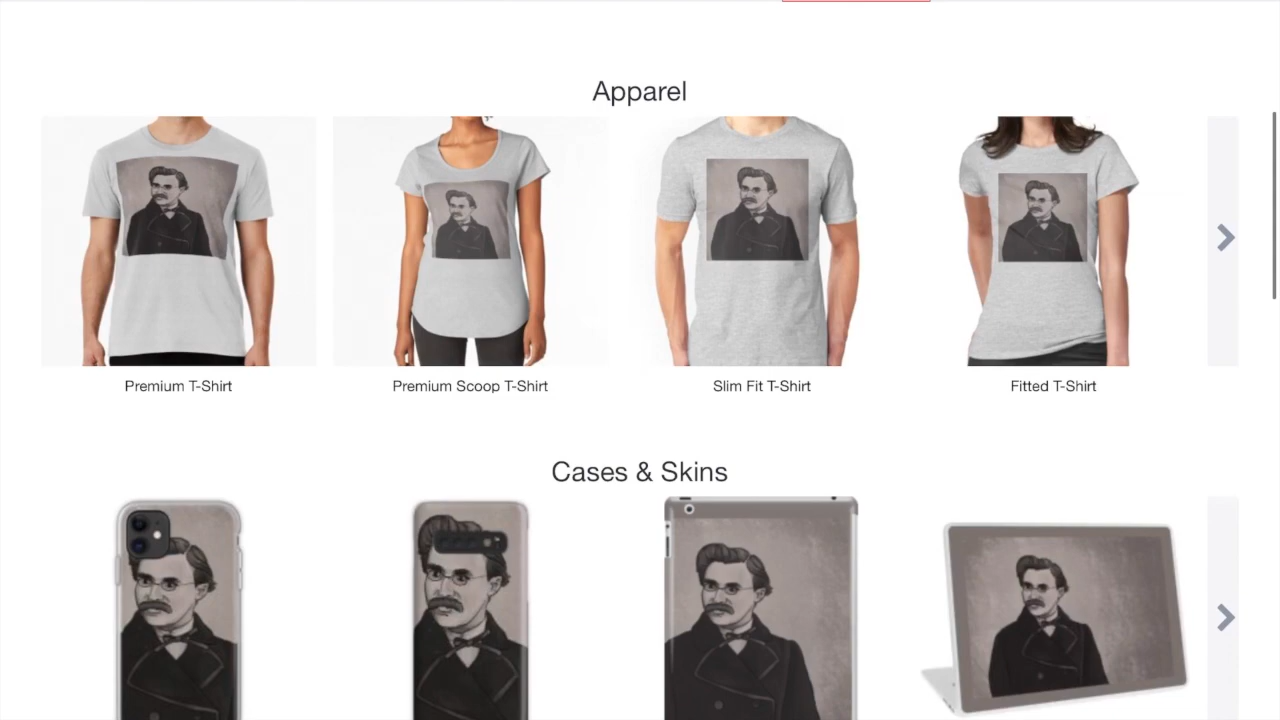 Apparel
Premium T-Shirt
Premium Scoop T-Shirt
Slim Fit T-Shirt
Fitted T-Shirt
Cases & Skins